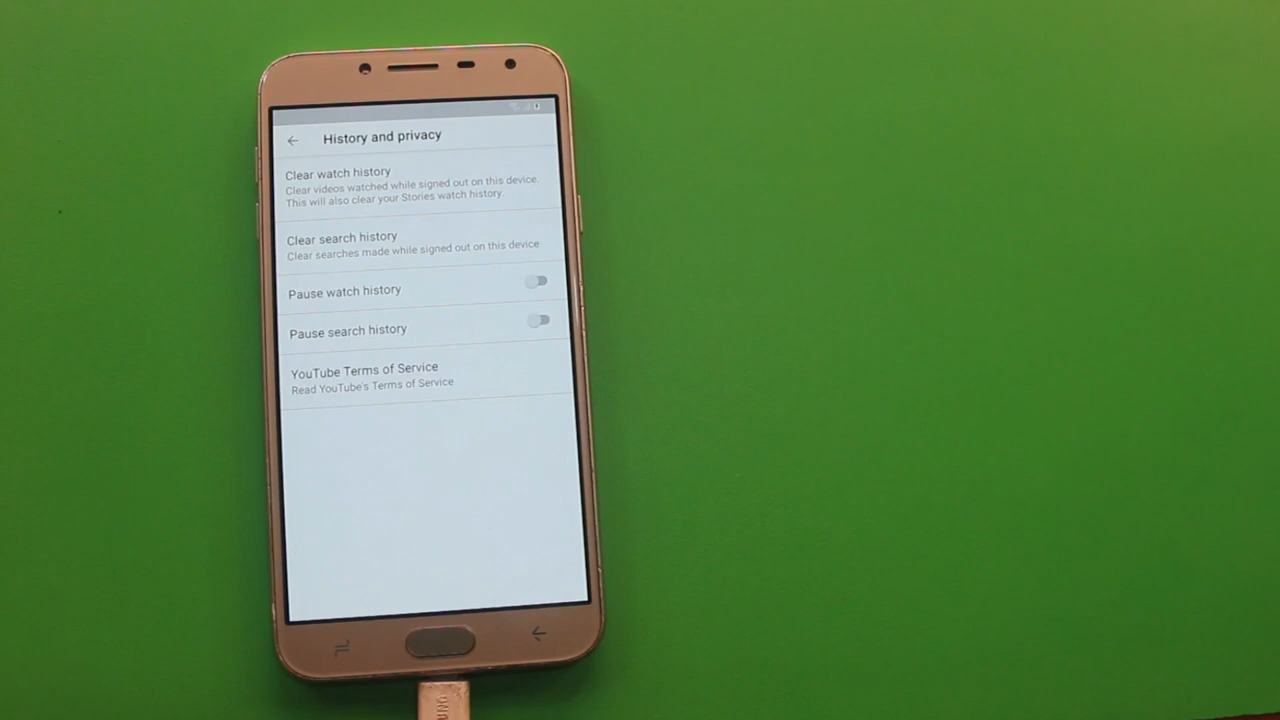 History and privacy
Clear watch history
Clear videos watched while signed out on this device.
This will also clear your Stories watch history.
Clear search history
Clear searches made while signed out on this device
Pause watch history
Pause search history
YouTube Terms of Service
Read YouTube's Terms of Service